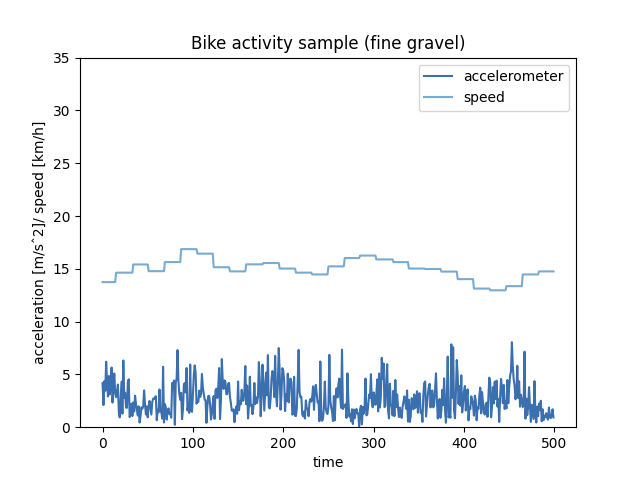 Bike activity sample (fine gravel)
accelerometer
speed
35
30
25
20
15
10
5
0
acceleration [m/s^2]/ speed [km/h]
0 100 200 300 400 500
time